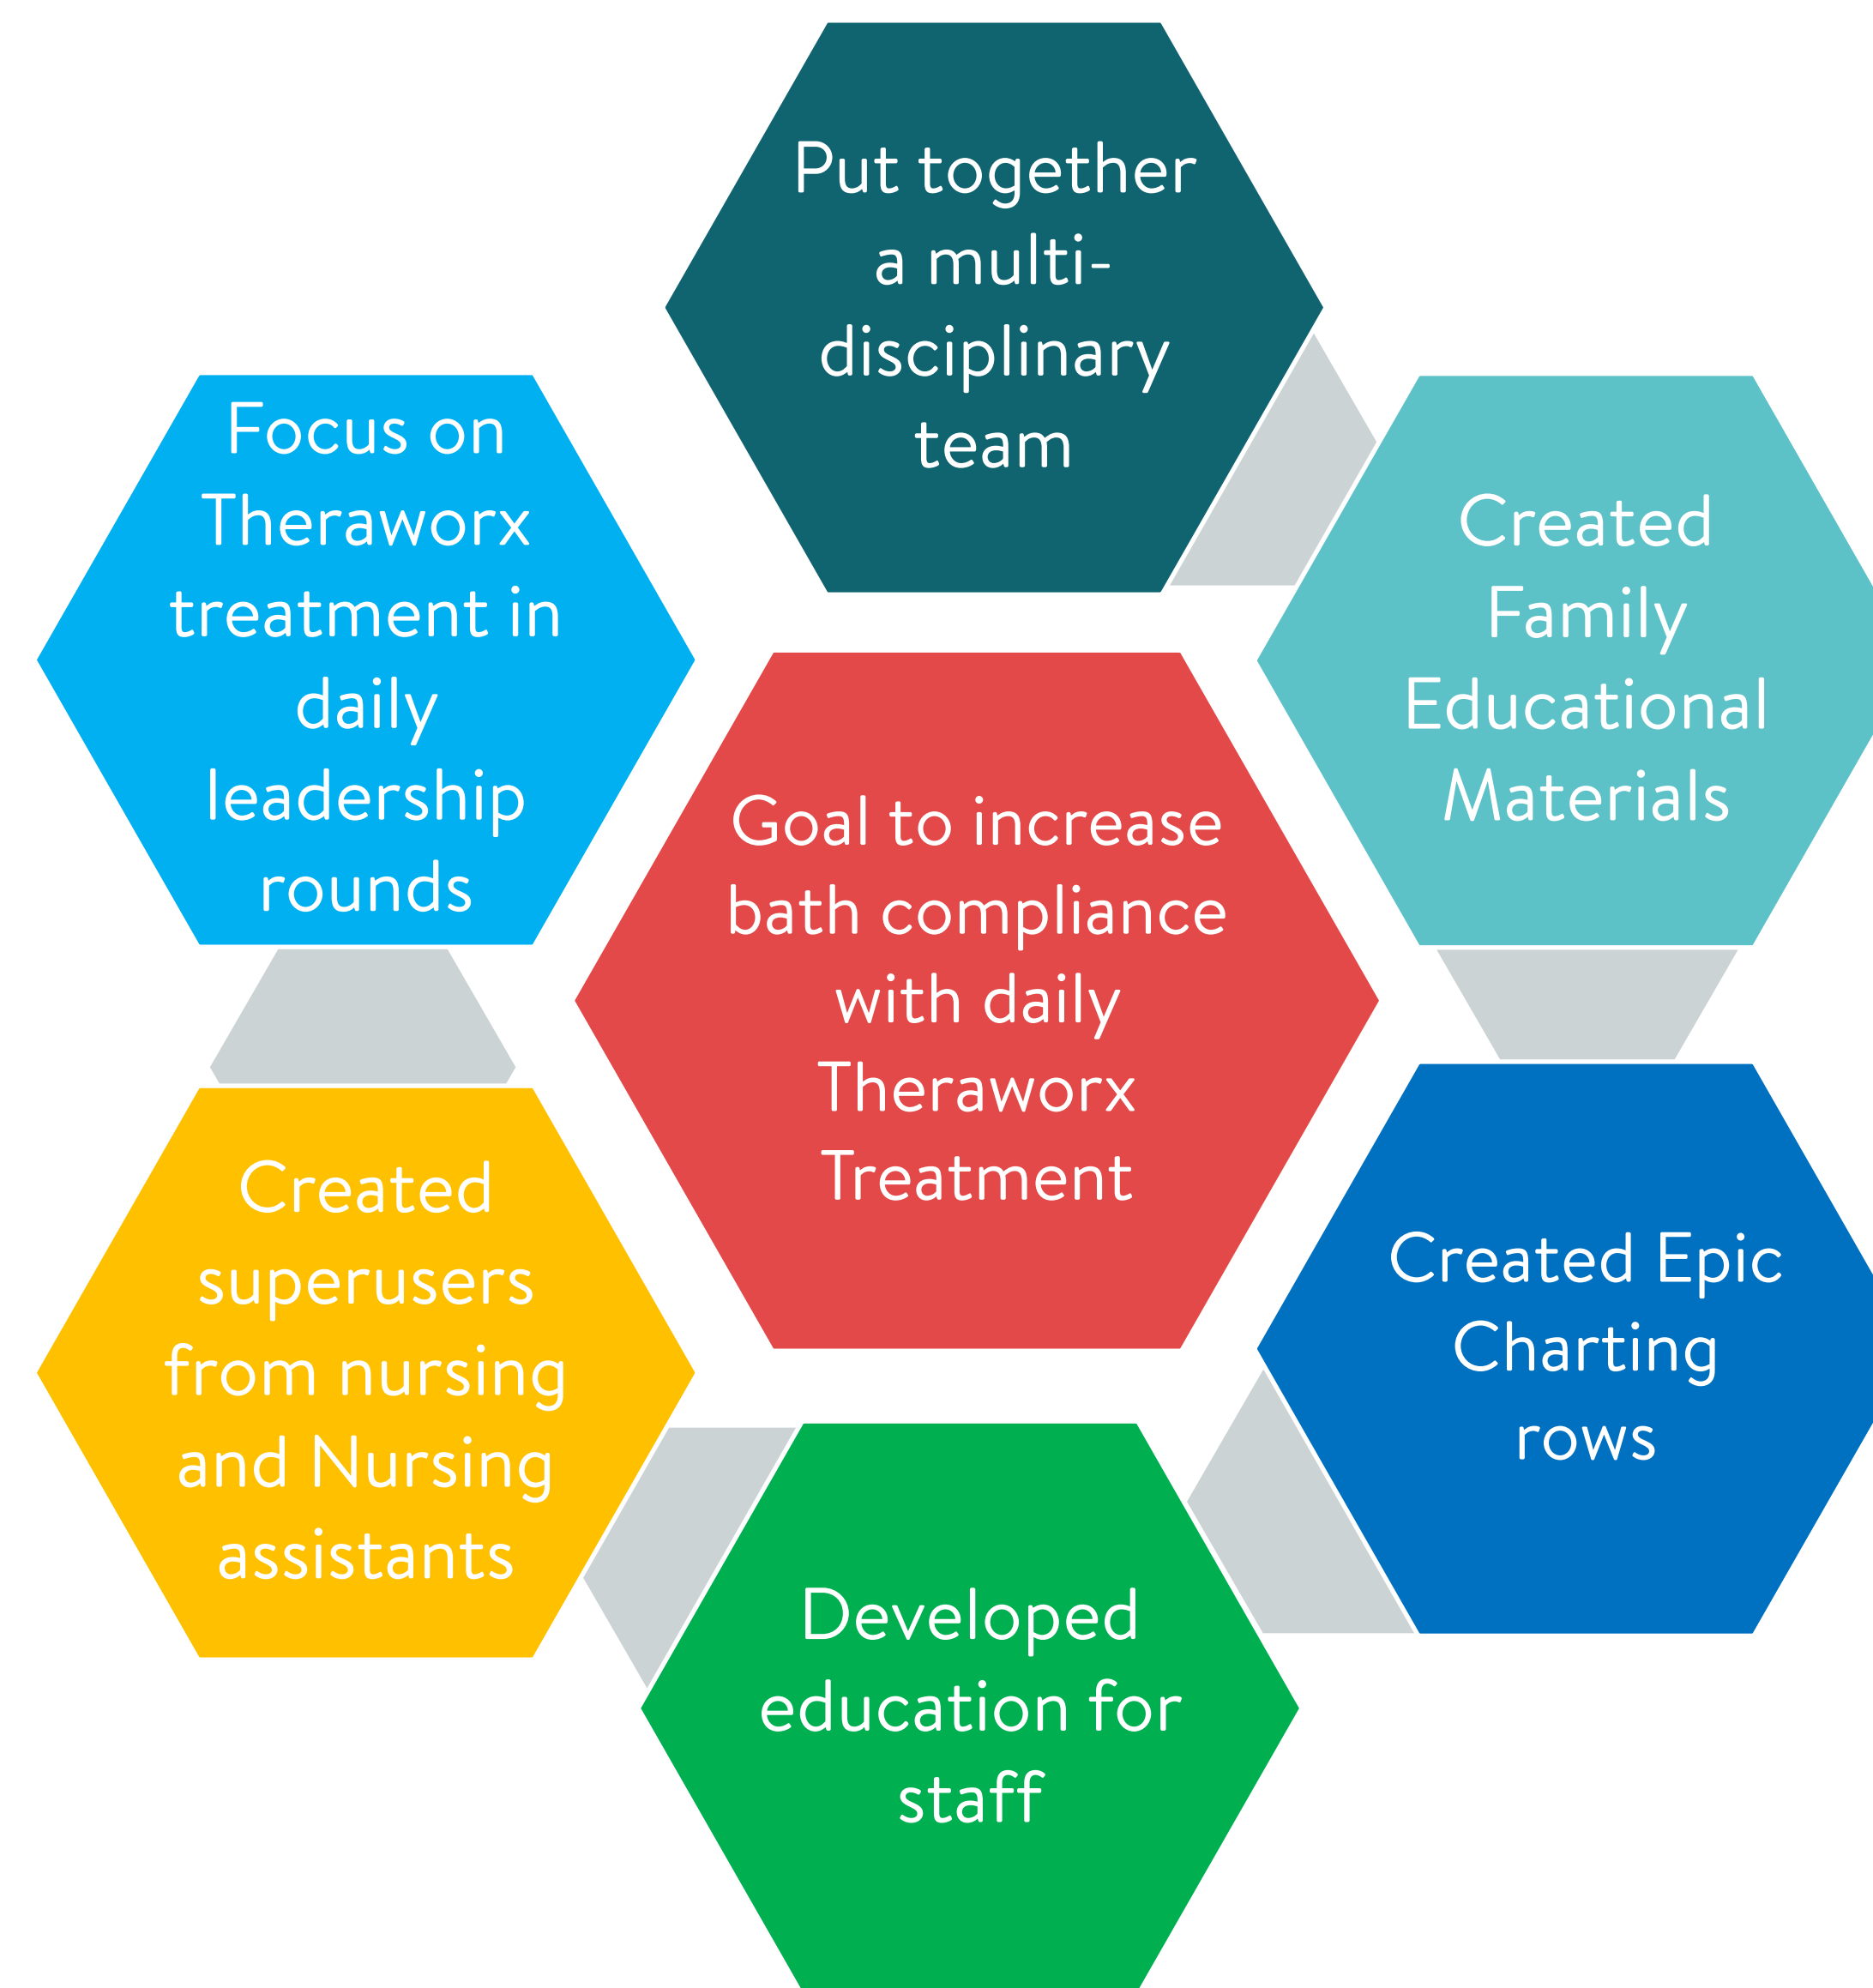 Put together
a multi-
disciplinary
team
Created
Family
Educational
Materials
Created Epic
Charting
rows
Developed
education for
staff
Created
superusers
from nursing
and Nursing
assistants
Focus on
Theraworx
treatment in
daily
leadership
rounds
Goal to increase
bath compliance
with daily
Theraworx
Treatment